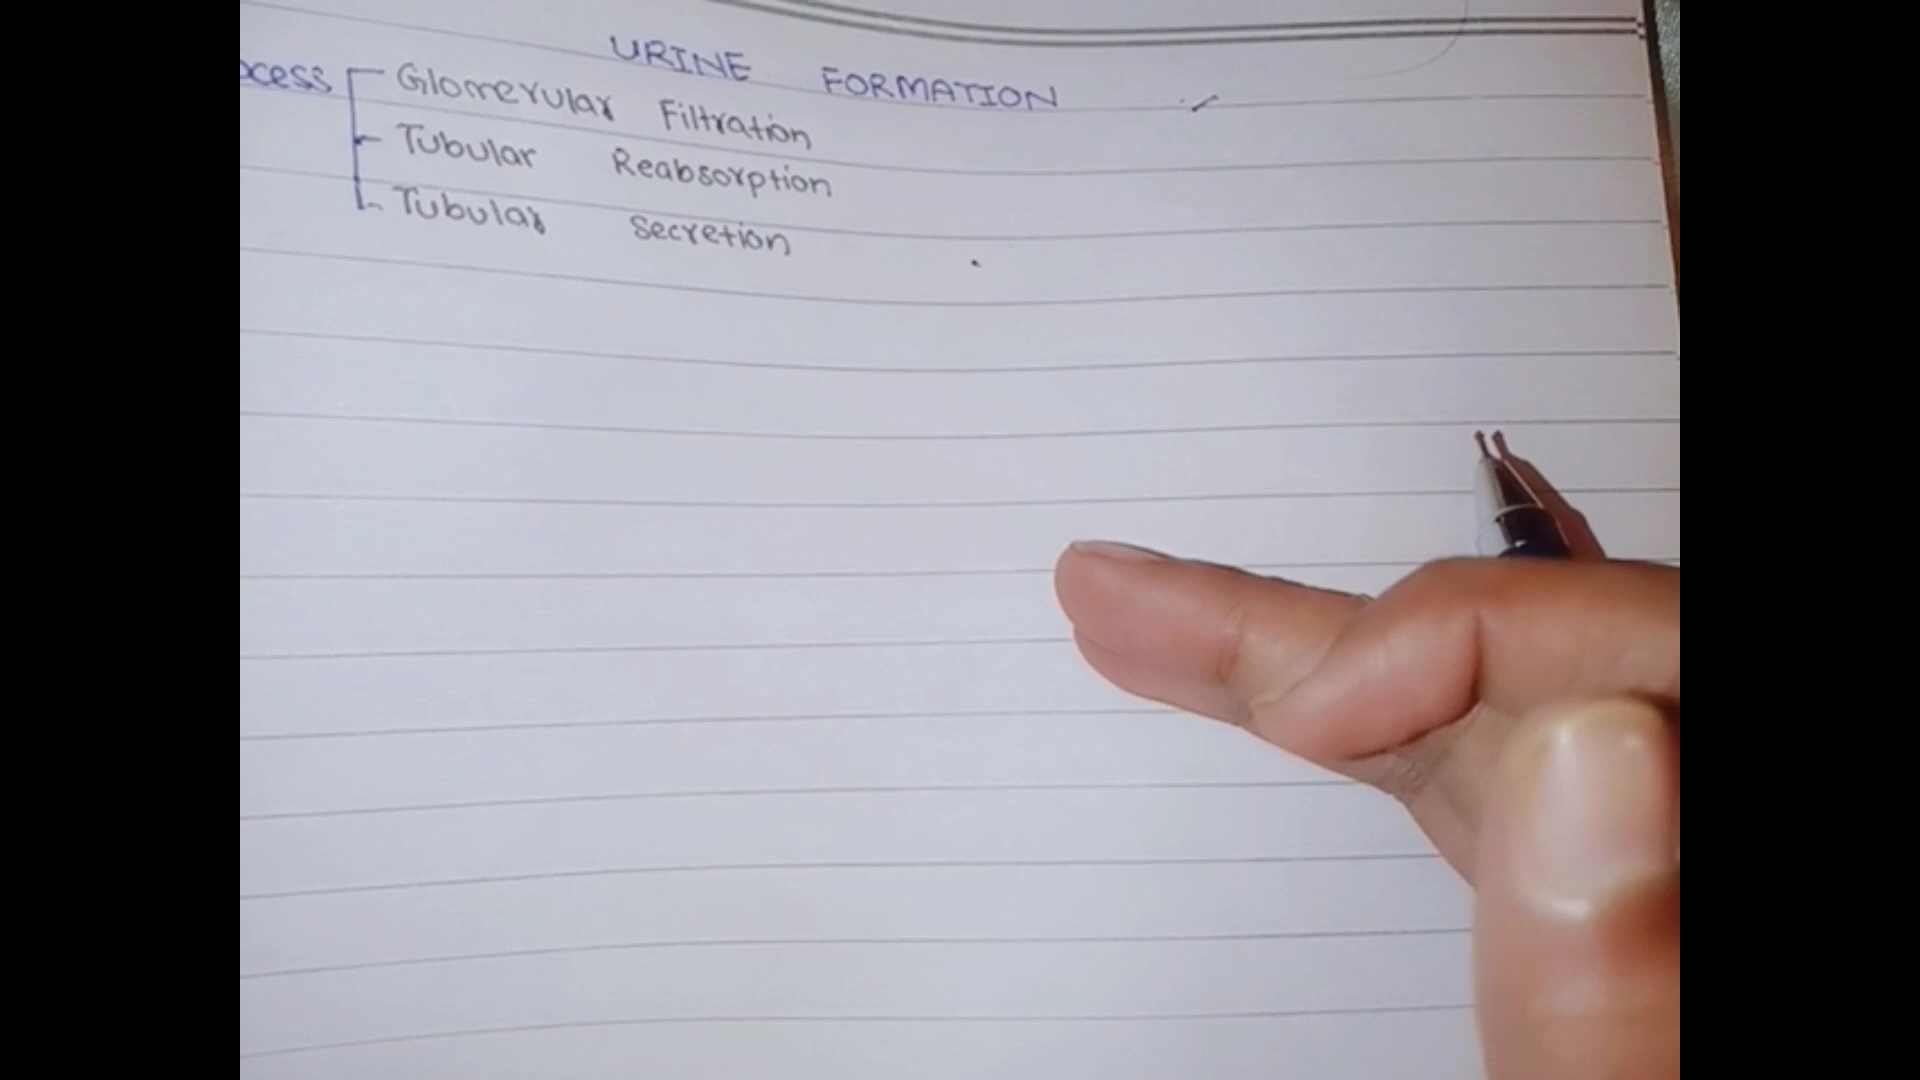 URINE FORMATION
Glomerular Filtration
Tubular Reabsorption
Tubular Secretion